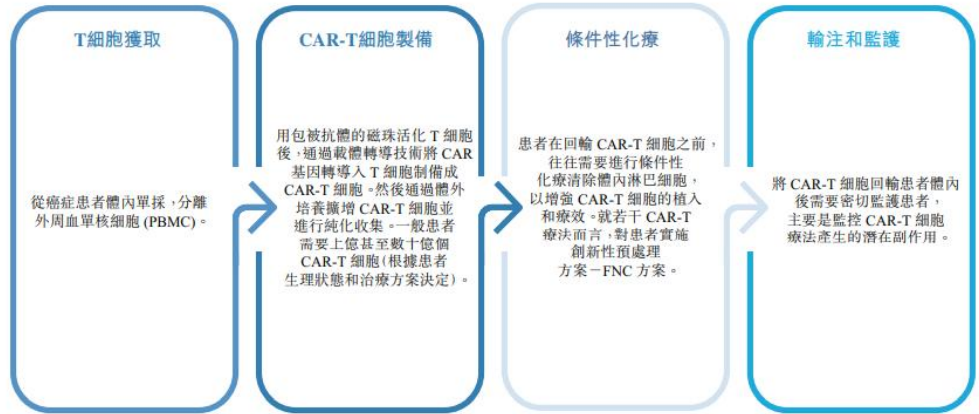 T細胞獲取
從癌症患者體內單採，分離
外周血單核細胞 (PBMC)。
CAR-T細胞製備
用包被抗體的磁珠活化 T 細胞
後，通過載體轉導技術將 CAR
基因轉導入 T 細胞制備成
CAR-T 細胞。然後通過體外
培養擴增 CAR-T 細胞並
進行純化收集。一般患者
需要上億甚至數十億個
CAR-T 細胞(根據患者
生理狀態和治療方案決定)。
條件性化療
患者在回輸 CAR-T 細胞之前，
往往需要進行條件性
化療清除體內淋巴細胞，
以增強 CAR-T 細胞的植入
和療效。就若干 CAR-T
療法而言，對患者實施
創新性預處理
方案－FNC 方案。
輸注和監護
將 CAR-T 細胞回輸患者體內
後需要密切監護患者，
主要是監控 CAR-T 細胞
療法產生的潛在副作用。